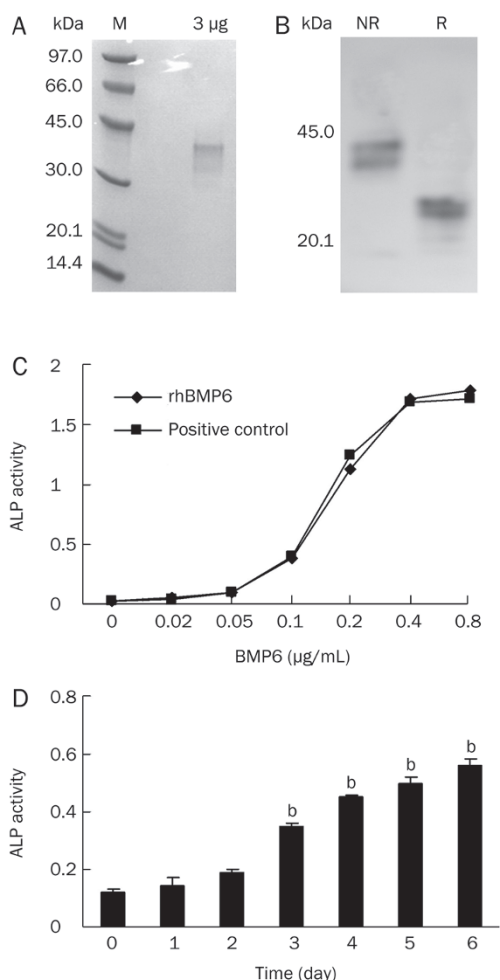 A kDa M 3 µg
97.0
66.0
45.0
30.0
20.1
14.4
B kDa NR R
45.0
20.1
C
2
1.5
1
0.5
0
ALP activity
rhBMP6
Positive control
0 0.02 0.05 0.1 0.2 0.4 0.8
BMP6 (µg/mL)
D
0.8
0.6
0.4
0.2
0
ALP activity
b b b b
0 1 2 3 4 5 6
Time (day)